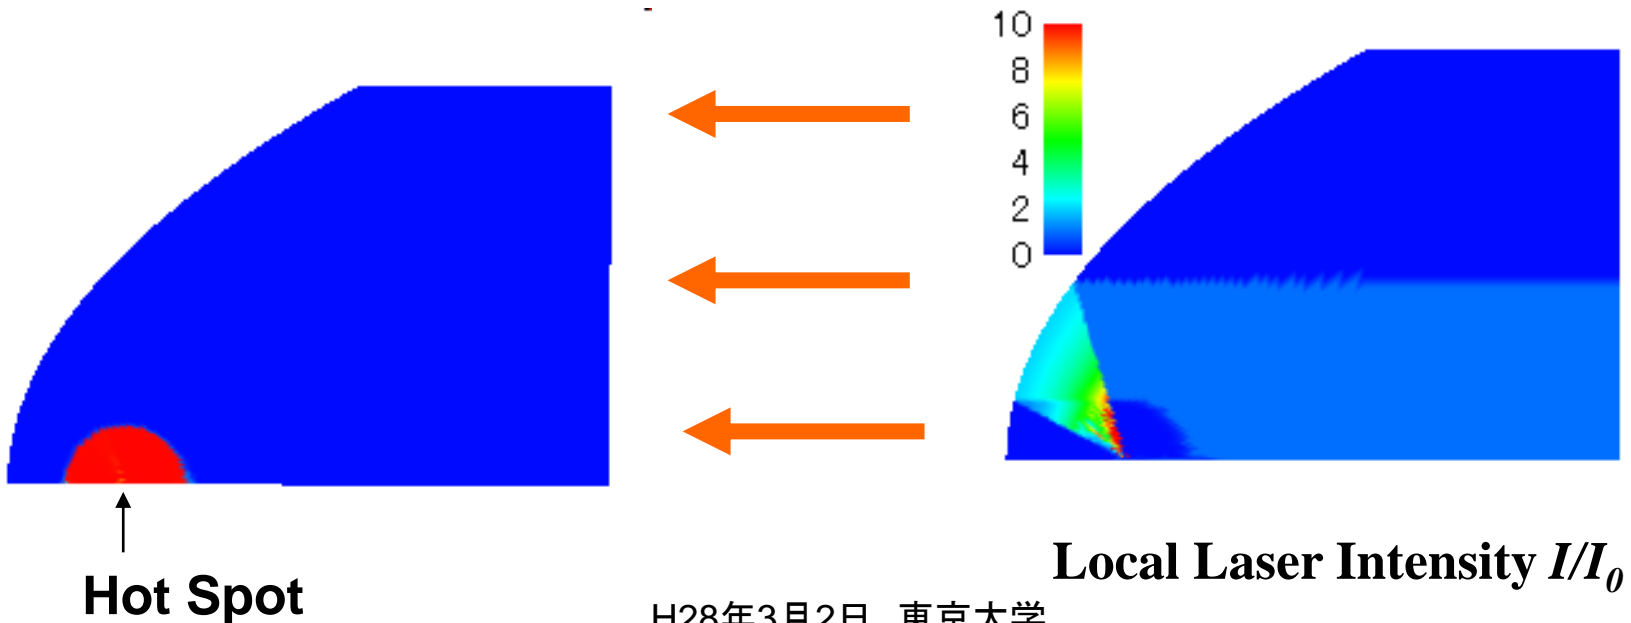 10
8
6
4
2
0
Hot Spot
Local Laser Intensity I/I0
H28年3月2日 東京大学